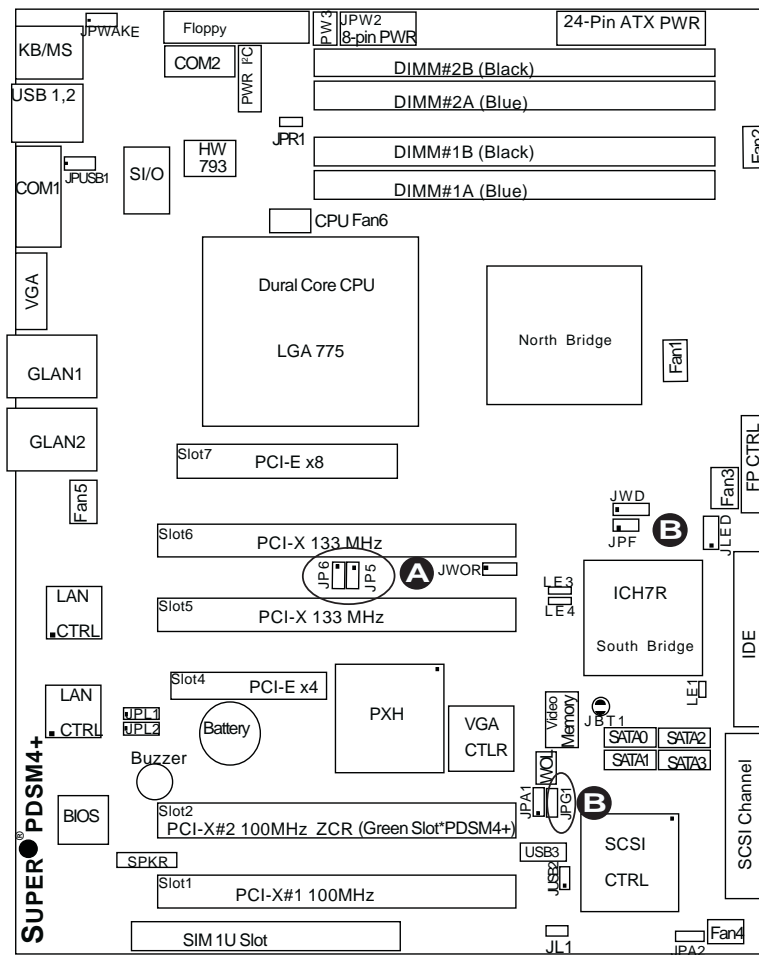 JPWAKE
Floppy
PW3
JPW2
8-pin PWR
24-Pin ATX PWR
KB/MS
COM2
PWR I²C
DIMM#2B (Black)
USB 1,2
DIMM#2A (Blue)
JPR1
HW
793
DIMM#1B (Black)
Fan2
COM1
JPUSB1
SI/O
DIMM#1A (Blue)
CPU Fan6
VGA
Dural Core CPU
LGA 775
North Bridge
Fan1
GLAN1
GLAN2
Slot7
PCI-E x8
FP CTRL
Fan3
Fan5
JWD
JPF
B
JLED
Slot6
PCI-X 133 MHz
JP6
JP5
A
JWOR
LE3
LE4
ICH7R
South Bridge
IDE
LAN
CTRL
Slot5
PCI-X 133 MHz
Slot4
PCI-E x4
PXH
LE1
LAN
CTRL
JPL1
JPL2
Battery
VGA
CTLR
Video
Memory
JBT1
SATA0
SATA2
SATA1
SATA3
Buzzer
WOL
BIOS
JPA1
JPG1
B
Slot2
PCI-X#2 100MHz ZCR (Green Slot*PDSM4+)
SCSI
CTRL
SCSI Channel
SUPER® PDSM4+
SPKR
USB3
JUSB2
Slot1
PCI-X#1 100MHz
SIM 1U Slot
JL1
JPA2
Fan4